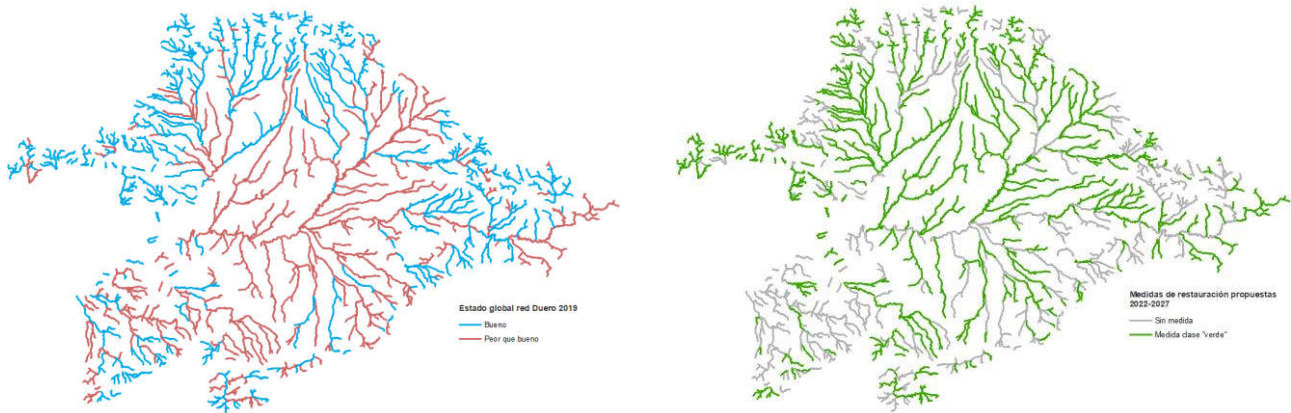 Estado global red Duero 2019
Bueno
Peor que bueno
Medidas de restauración propuestas
2022-2027
Sin medida
Medida clase "verde"